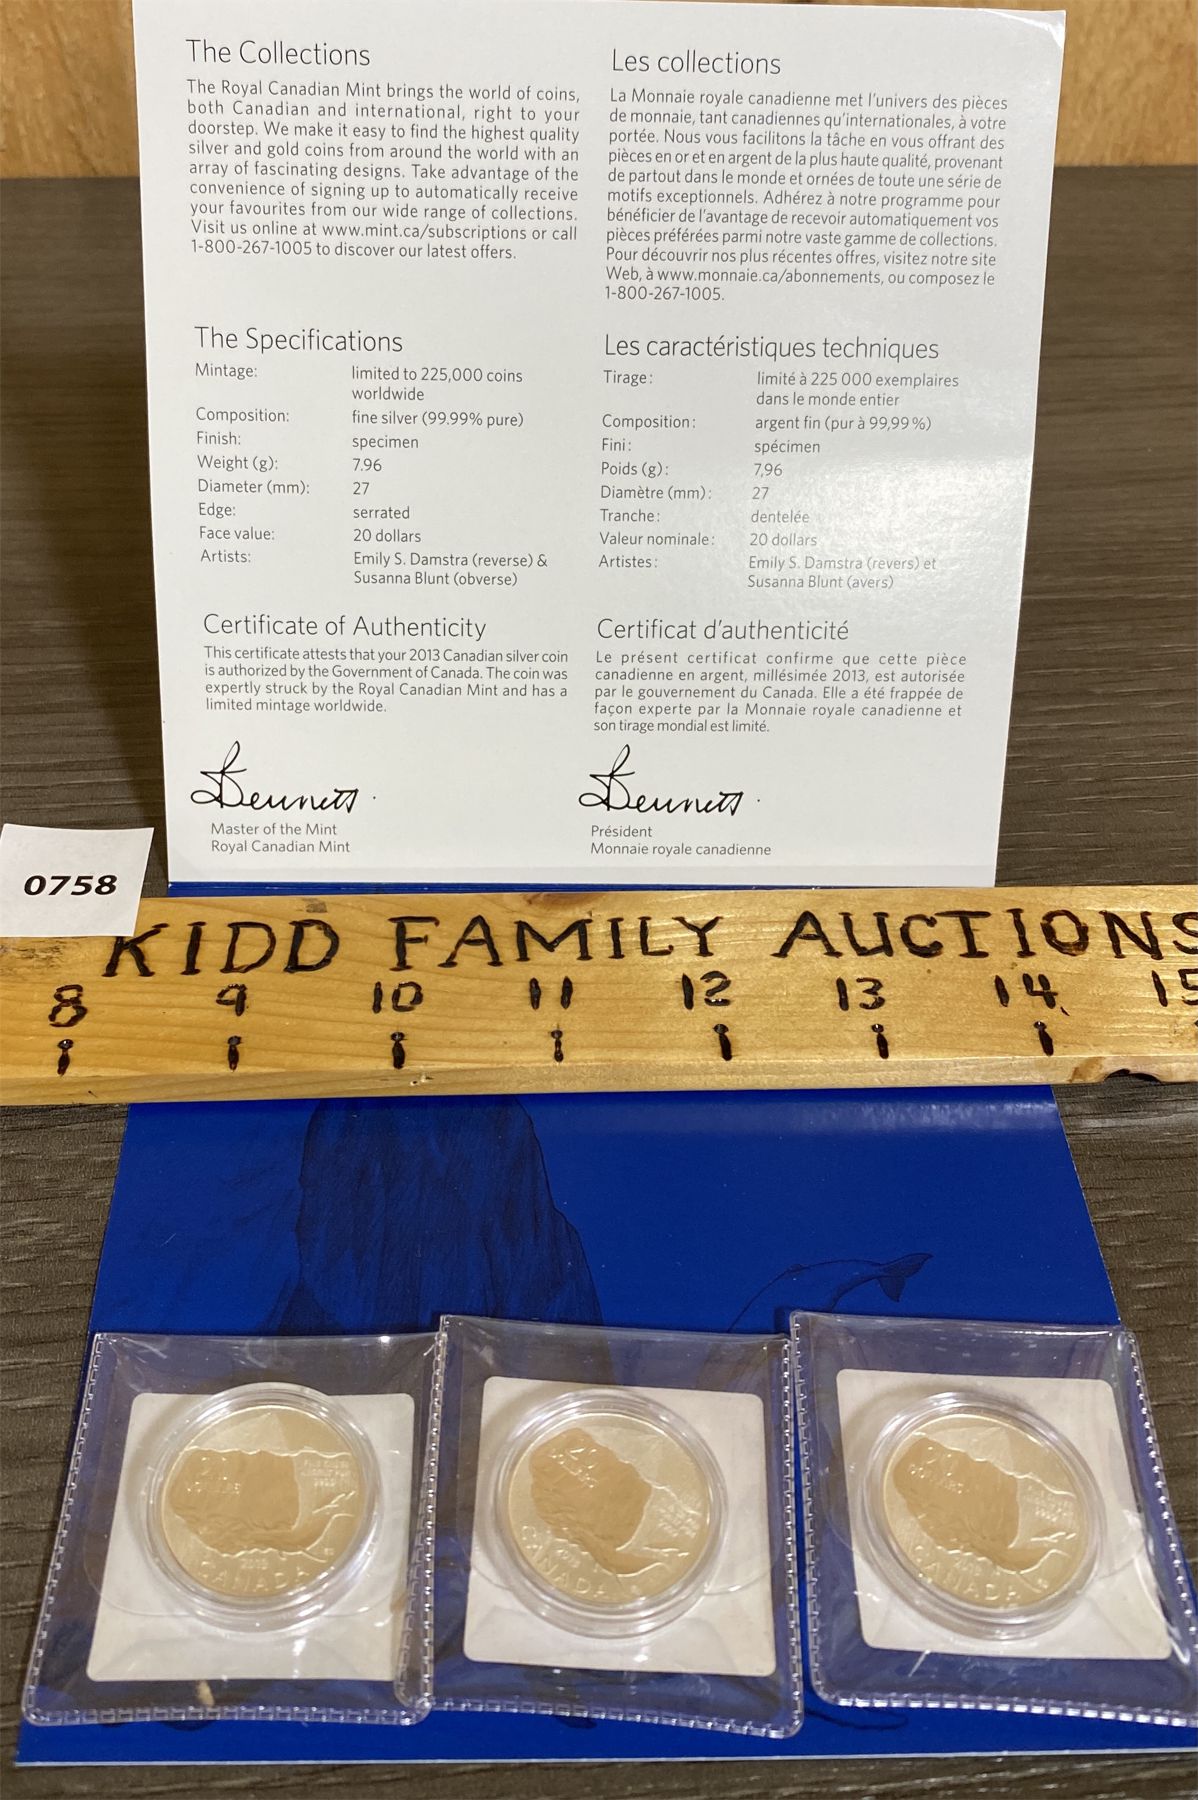 The Collections
The Royal Canadian Mint brings the world of coins,
both Canadian and international, right to your
doorstep. We make it easy to find the highest quality
silver and gold coins from around the world with an
array of fascinating designs. Take advantage of the
convenience of signing up to automatically receive
your favourites from our wide range of collections.
Visit us online at www.mint.ca/subscriptions or call
1-800-267-1005 to discover our latest offers.
Les collections
La Monnaie royale canadienne met l'univers des pièces
de monnaie, tant canadiennes qu'internationales, à votre
portée. Nous vous facilitons la tâche en vous offrant des
pièces en or et en argent de la plus haute qualité, provenant
de partout dans le monde et ornées de toute une série de
motifs exceptionnels. Adhérez à notre programme pour
bénéficier de l'avantage de recevoir automatiquement vos
pièces préférées parmi notre vaste gamme de collections.
Pour découvrir nos plus récentes offres, visitez notre site
Web, à www.monnaie.ca/abonnements, ou composez le
1-800-267-1005.
The Specifications
Mintage: limited to 225,000 coins
worldwide
Composition: fine silver (99.99% pure)
Finish: specimen
Weight (g): 7.96
Diameter (mm): 27
Edge: serrated
Face value: 20 dollars
Artists: Emily S. Damstra (reverse) &
Susanna Blunt (obverse)
Les caractéristiques techniques
Tirage: limité à 225 000 exemplaires
dans le monde entier
Composition: argent fin (pur à 99,99 %)
Fini: spécimen
Poids (g): 7,96
Diamètre (mm): 27
Tranche: dentelée
Valeur nominale: 20 dollars
Artistes: Emily S. Damstra (revers) et
Susanna Blunt (avers)
Certificate of Authenticity
This certificate attests that your 2013 Canadian silver coin
is authorized by the Government of Canada. The coin was
expertly struck by the Royal Canadian Mint and has a
limited mintage worldwide.
Bennett
Master of the Mint
Royal Canadian Mint
Certificat d'authenticité
Le présent certificat confirme que cette pièce
canadienne en argent, millésimée 2013, est autorisée
par le gouvernement du Canada. Elle a été frappée de
façon experte par la Monnaie royale canadienne et
son tirage mondial est limité.
Bennett
Président
Monnaie royale canadienne
0758
KIDD FAMILY AUCTIONS
8 9 10 11 12 13 14 15
20
DOLLARS
2013
CANADA
20
DOLLARS
2013
CANADA
20
DOLLARS
2013
CANADA